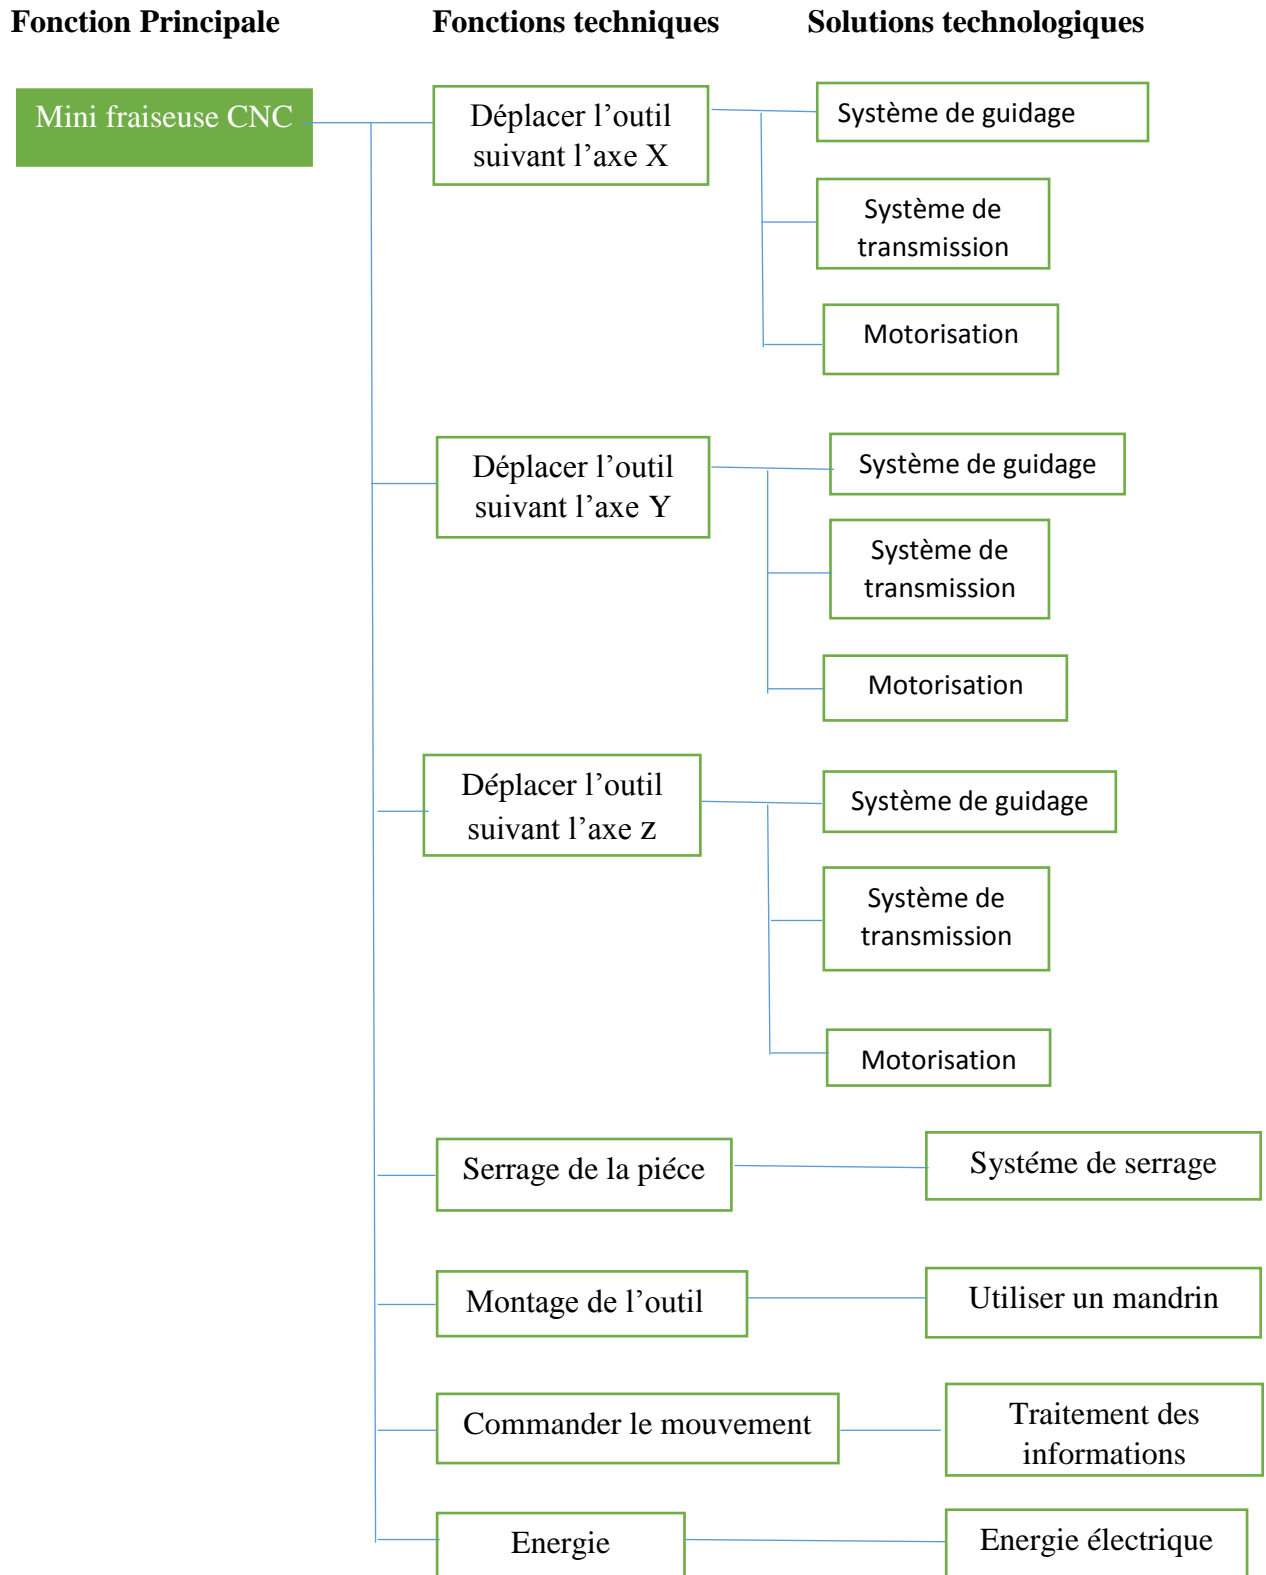 Fonction Principale Fonctions techniques Solutions technologiques
Mini fraiseuse CNC
Déplacer l’outil
suivant l’axe X
Système de guidage
Système de
transmission
Motorisation
Déplacer l’outil
suivant l’axe Y
Système de guidage
Système de
transmission
Motorisation
Déplacer l’outil
suivant l’axe z
Système de guidage
Système de
transmission
Motorisation
Serrage de la piéce
Systéme de serrage
Montage de l’outil
Utiliser un mandrin
Commander le mouvement
Traitement des
informations
Energie
Energie électrique